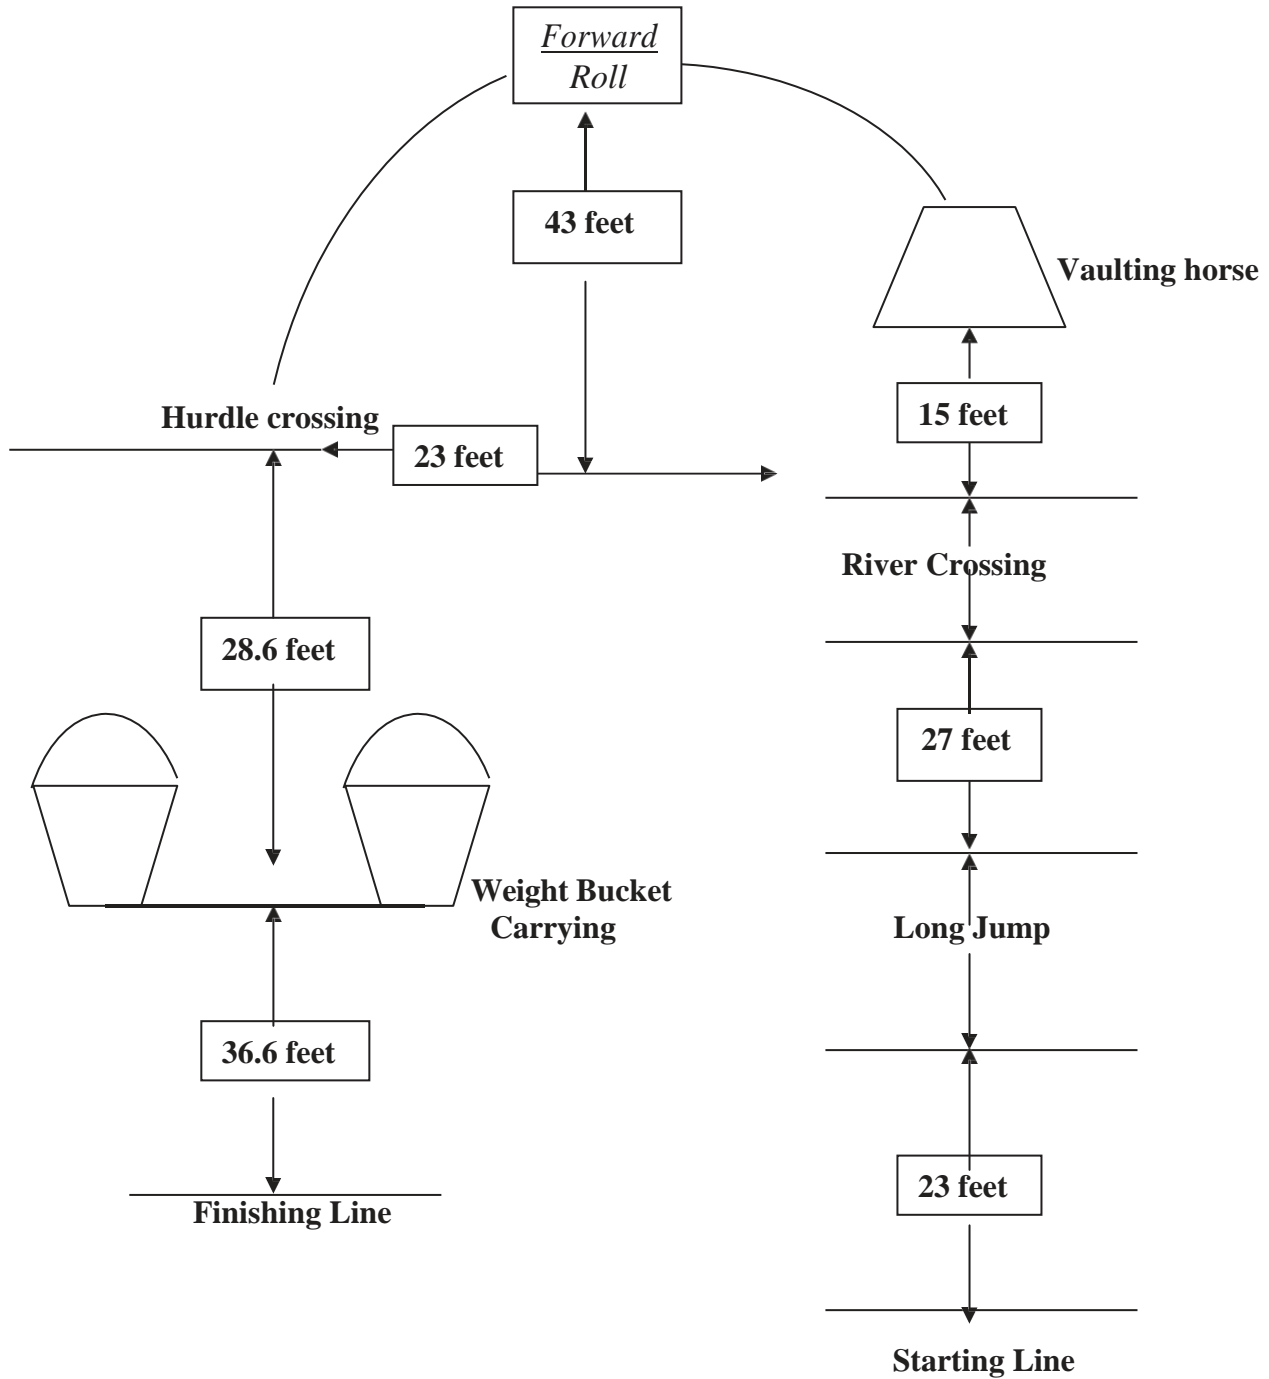 Forward
Roll
43 feet
Vaulting horse
15 feet
Hurdle crossing
23 feet
River Crossing
28.6 feet
27 feet
Weight Bucket
Carrying
Long Jump
36.6 feet
23 feet
Finishing Line
Starting Line